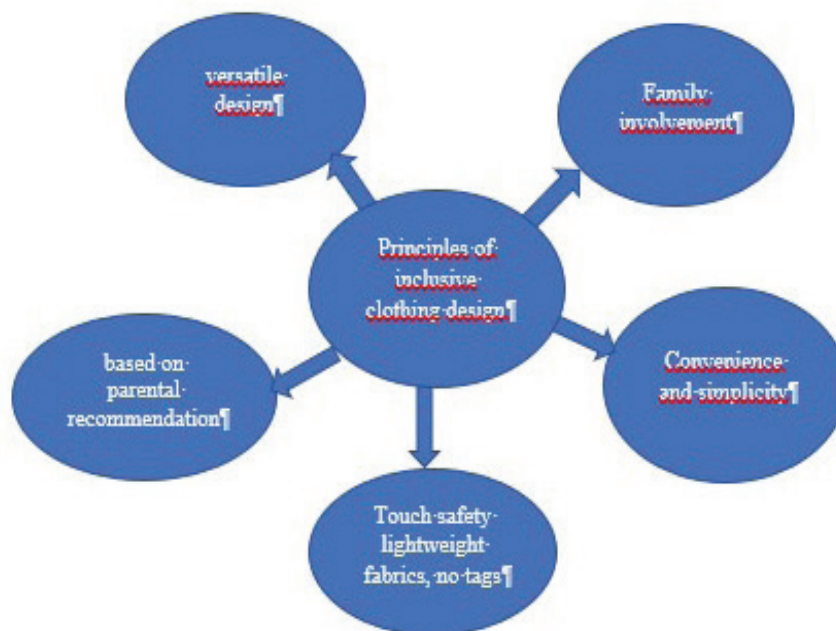 versatile
design¶
Family
involvement¶
Principles of
inclusive
clothing design¶
based on
parental
recommendation¶
Convenience
and simplicity¶
Touch safety
lightweight
fabrics, no tags¶